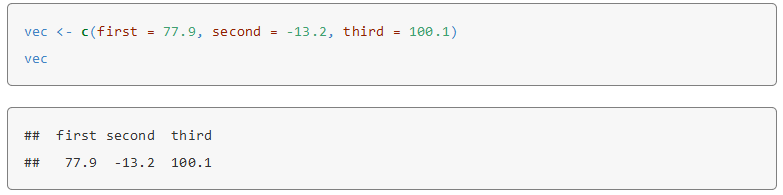 vec <- c(first = 77.9, second = -13.2, third = 100.1)
vec
##  first second  third
##   77.9  -13.2  100.1